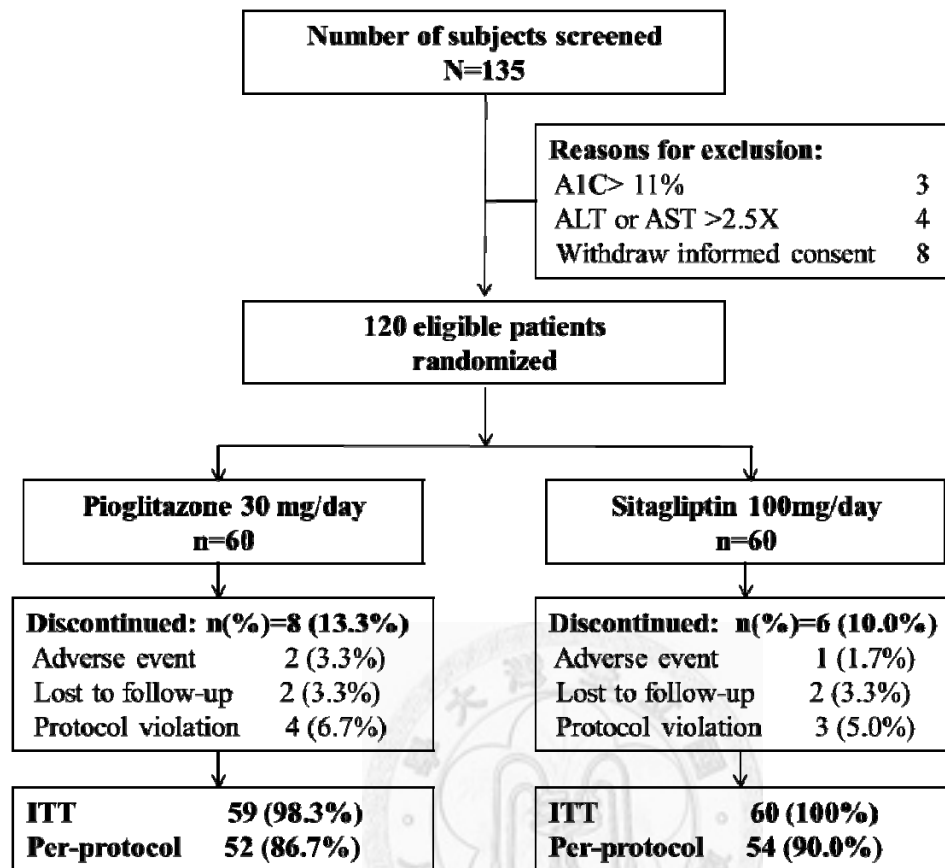 Number of subjects screened
N=135
Reasons for exclusion:
A1C> 11% 3
ALT or AST >2.5X 4
Withdraw informed consent 8
120 eligible patients
randomized
Pioglitazone 30 mg/day
n=60
Sitagliptin 100mg/day
n=60
Discontinued: n(%)=8 (13.3%)
Adverse event 2 (3.3%)
Lost to follow-up 2 (3.3%)
Protocol violation 4 (6.7%)
Discontinued: n(%)=6 (10.0%)
Adverse event 1 (1.7%)
Lost to follow-up 2 (3.3%)
Protocol violation 3 (5.0%)
ITT 59 (98.3%)
Per-protocol 52 (86.7%)
ITT 60 (100%)
Per-protocol 54 (90.0%)